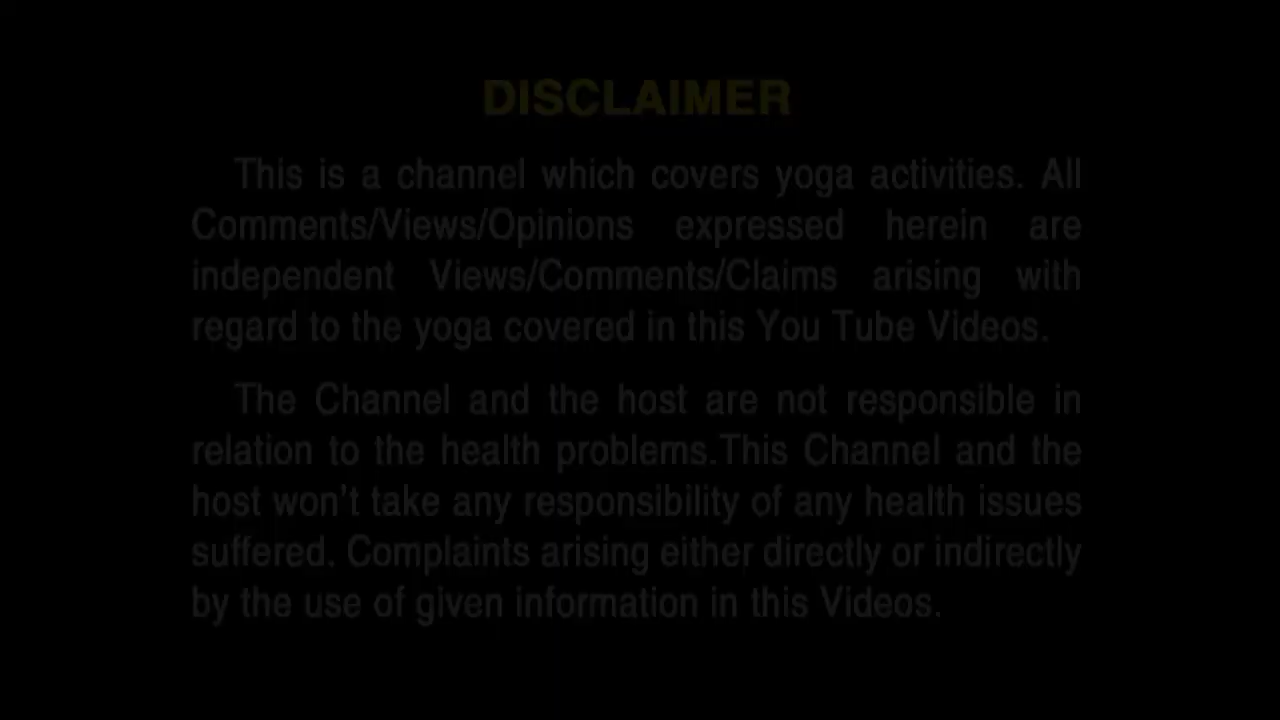 DISCLAIMER
This is a channel which covers yoga activities. All
Comments/Views/Opinions expressed herein are
independent Views/Comments/Claims arising with
regard to the yoga covered in this You Tube Videos.
The Channel and the host are not responsible in
relation to the health problems.This Channel and the
host won't take any responsibility of any health issues
suffered. Complaints arising either directly or indirectly
by the use of given information in this Videos.